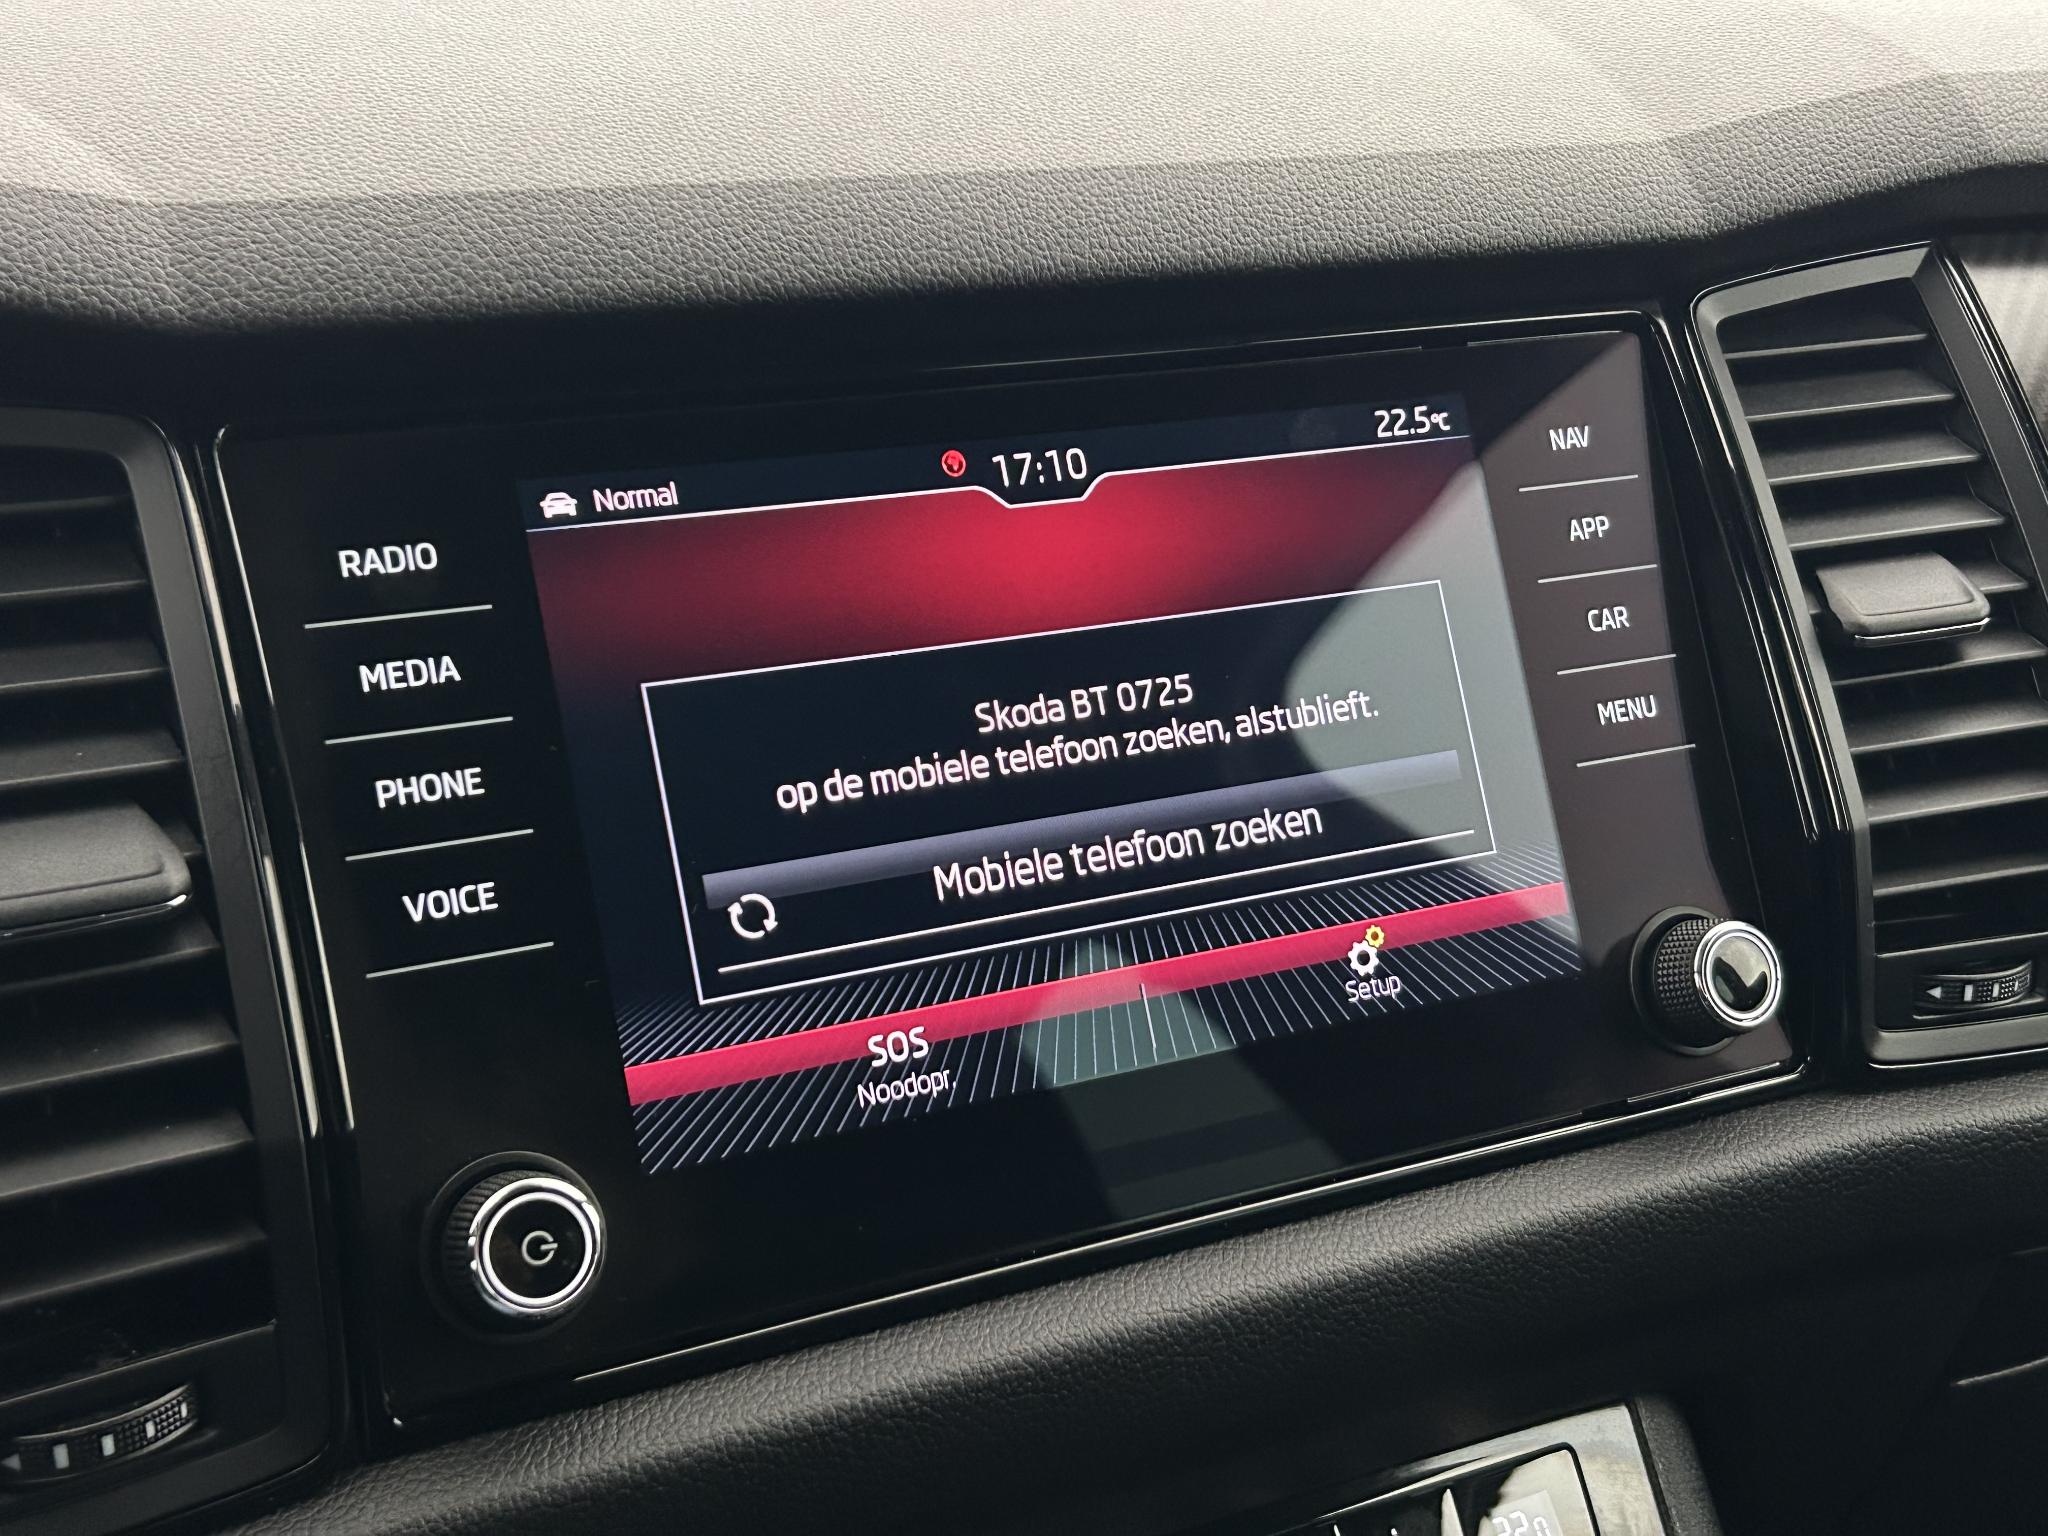 22.5°C
17:10
Normal
RADIO
MEDIA
PHONE
VOICE
NAV
APP
CAR
MENU
Skoda BT 0725
op de mobiele telefoon zoeken, alstublieft.
Mobiele telefoon zoeken
SOS
Noodopr.
Setup